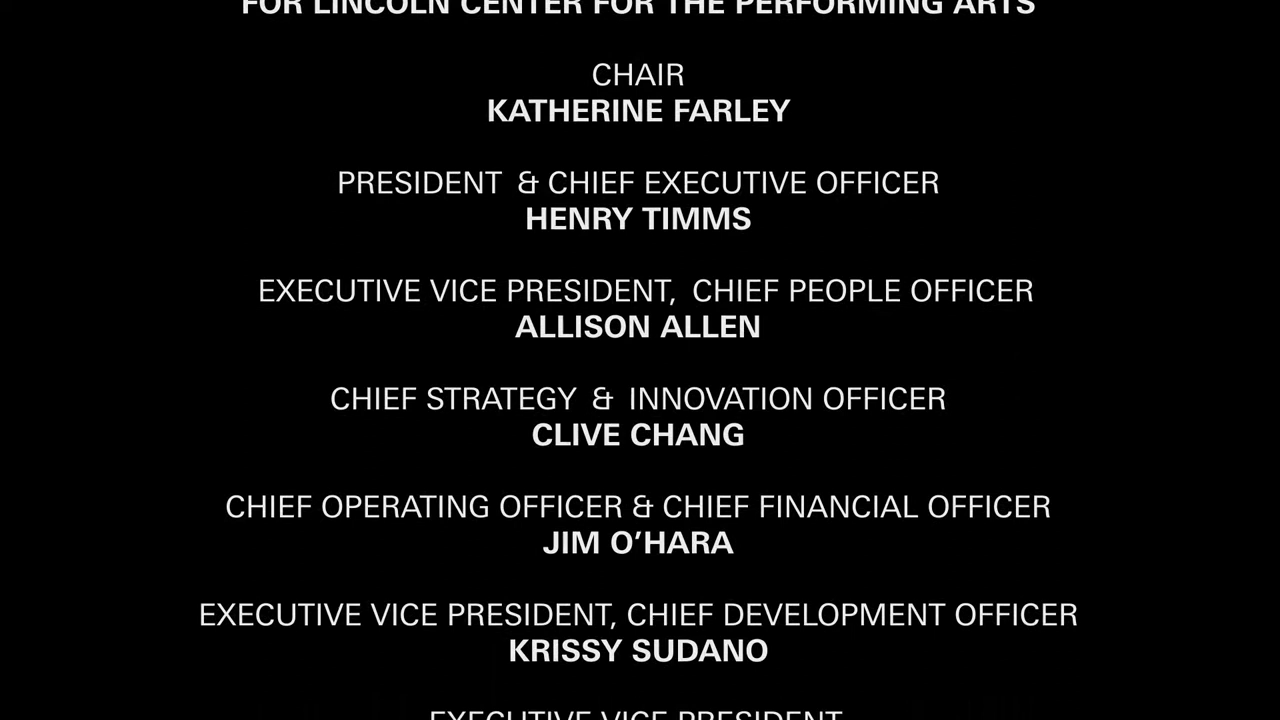 FOR LINCOLN CENTER FOR THE PERFORMING ARTS
CHAIR
KATHERINE FARLEY
PRESIDENT & CHIEF EXECUTIVE OFFICER
HENRY TIMMS
EXECUTIVE VICE PRESIDENT, CHIEF PEOPLE OFFICER
ALLISON ALLEN
CHIEF STRATEGY & INNOVATION OFFICER
CLIVE CHANG
CHIEF OPERATING OFFICER & CHIEF FINANCIAL OFFICER
JIM O’HARA
EXECUTIVE VICE PRESIDENT, CHIEF DEVELOPMENT OFFICER
KRISSY SUDANO
EXECUTIVE VICE PRESIDENT